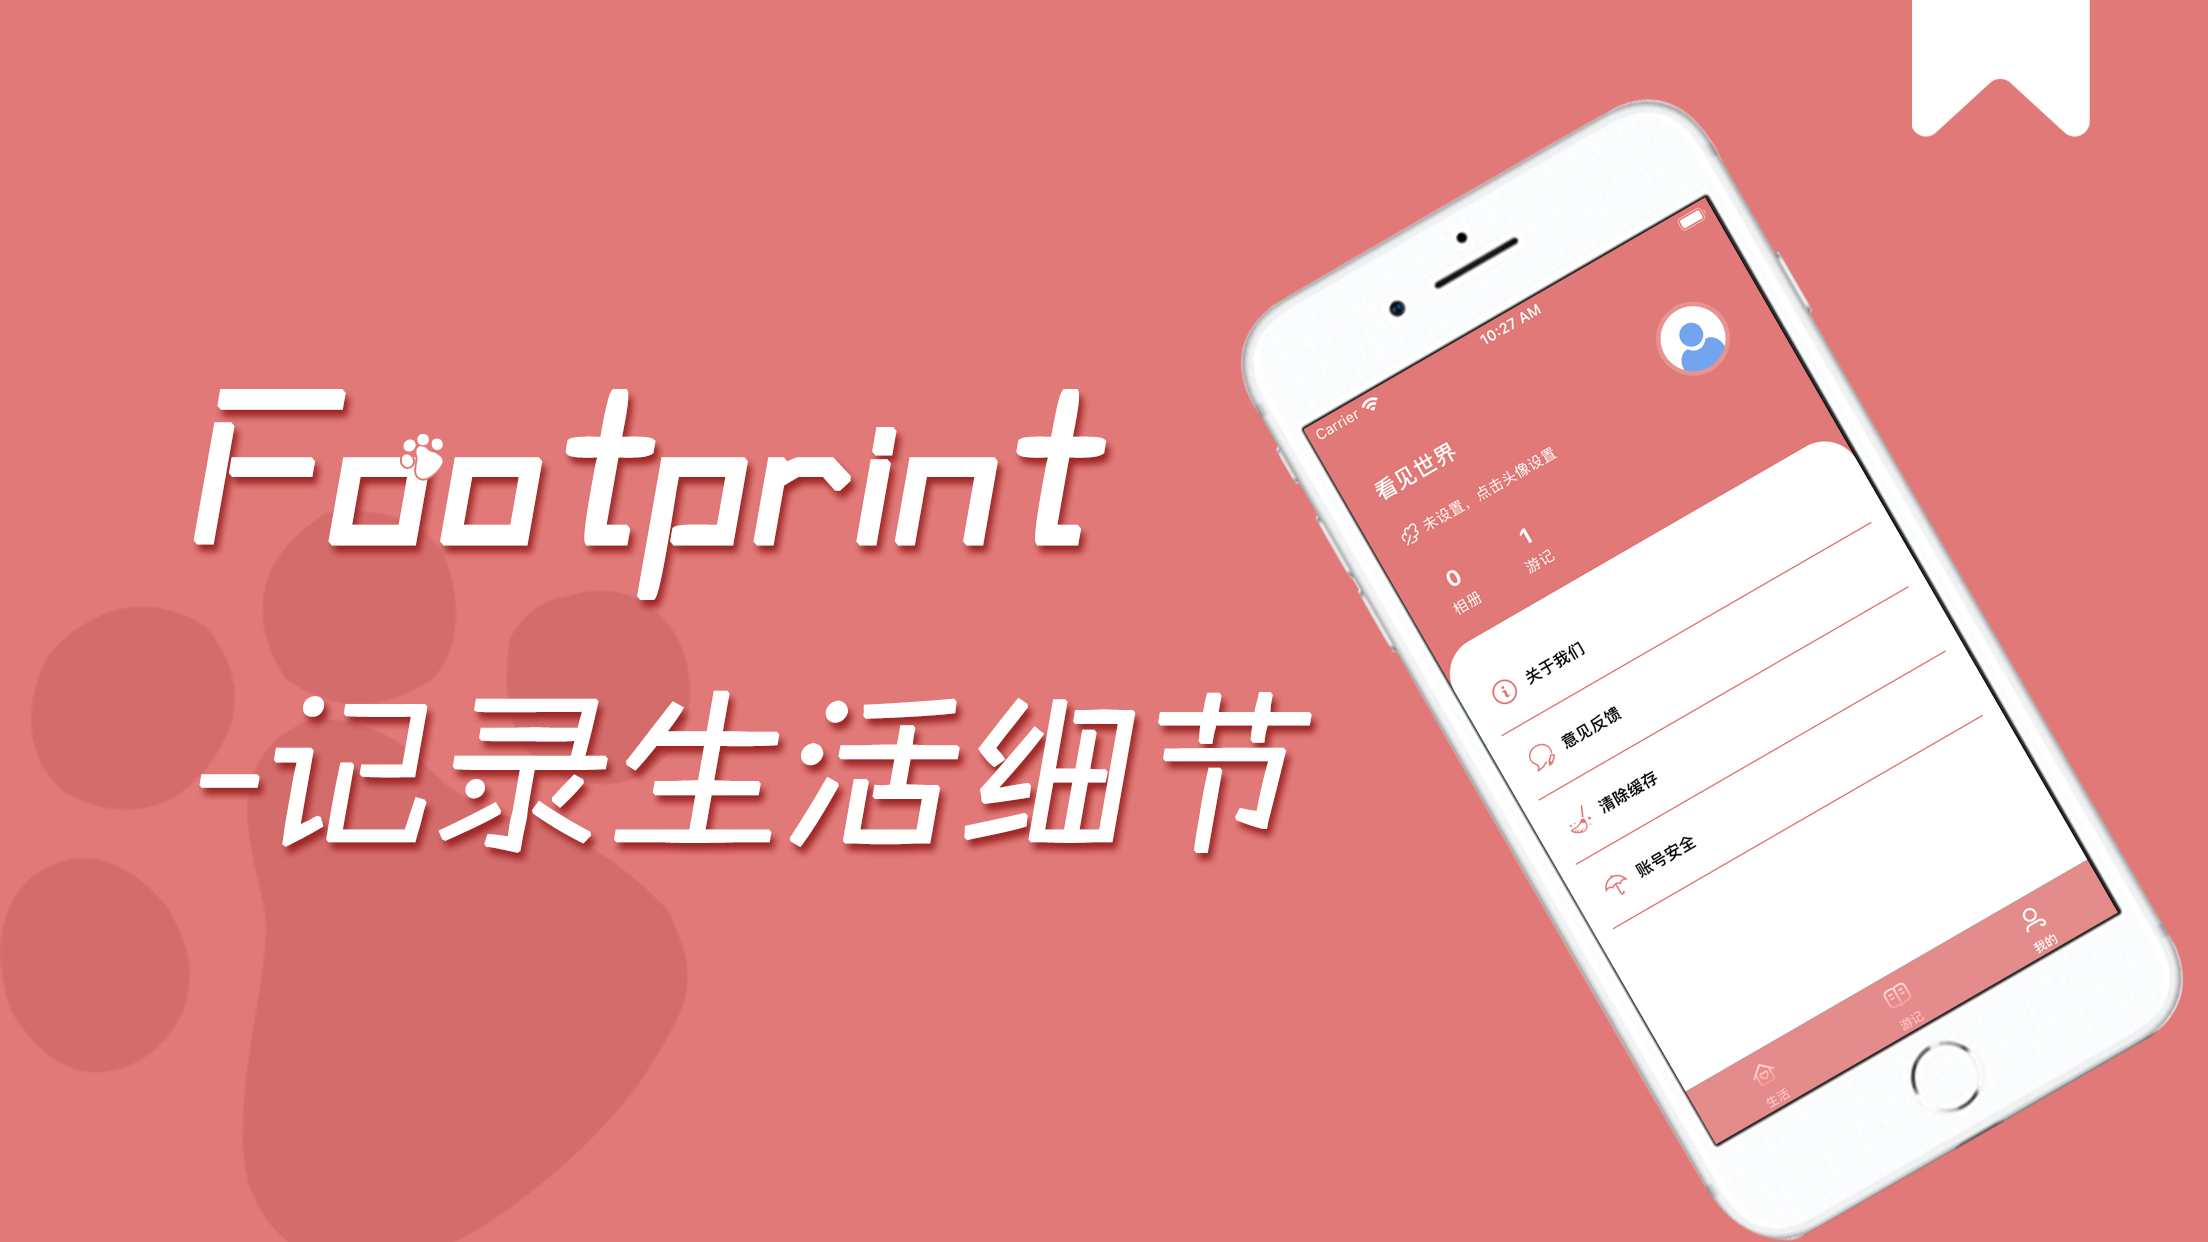 Footprint
-记录生活细节
Carrier
10:27 AM
看见世界
未设置，点击头像设置
0
相册
1
游记
关于我们
意见反馈
清除缓存
账号安全
生活
游记
我的